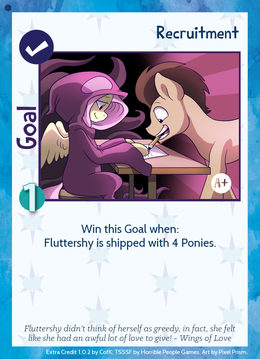 Recruitment
Goal
A+
1
Win this Goal when:
Fluttershy is shipped with 4 Ponies.
Fluttershy didn't think of herself as greedy, in fact, she felt
like she had an awful lot of love to give! - Wings of Love
Extra Credit 1.0.2 by CofK, TSSSF by Horrible People Games. Art by Pixel Prism.